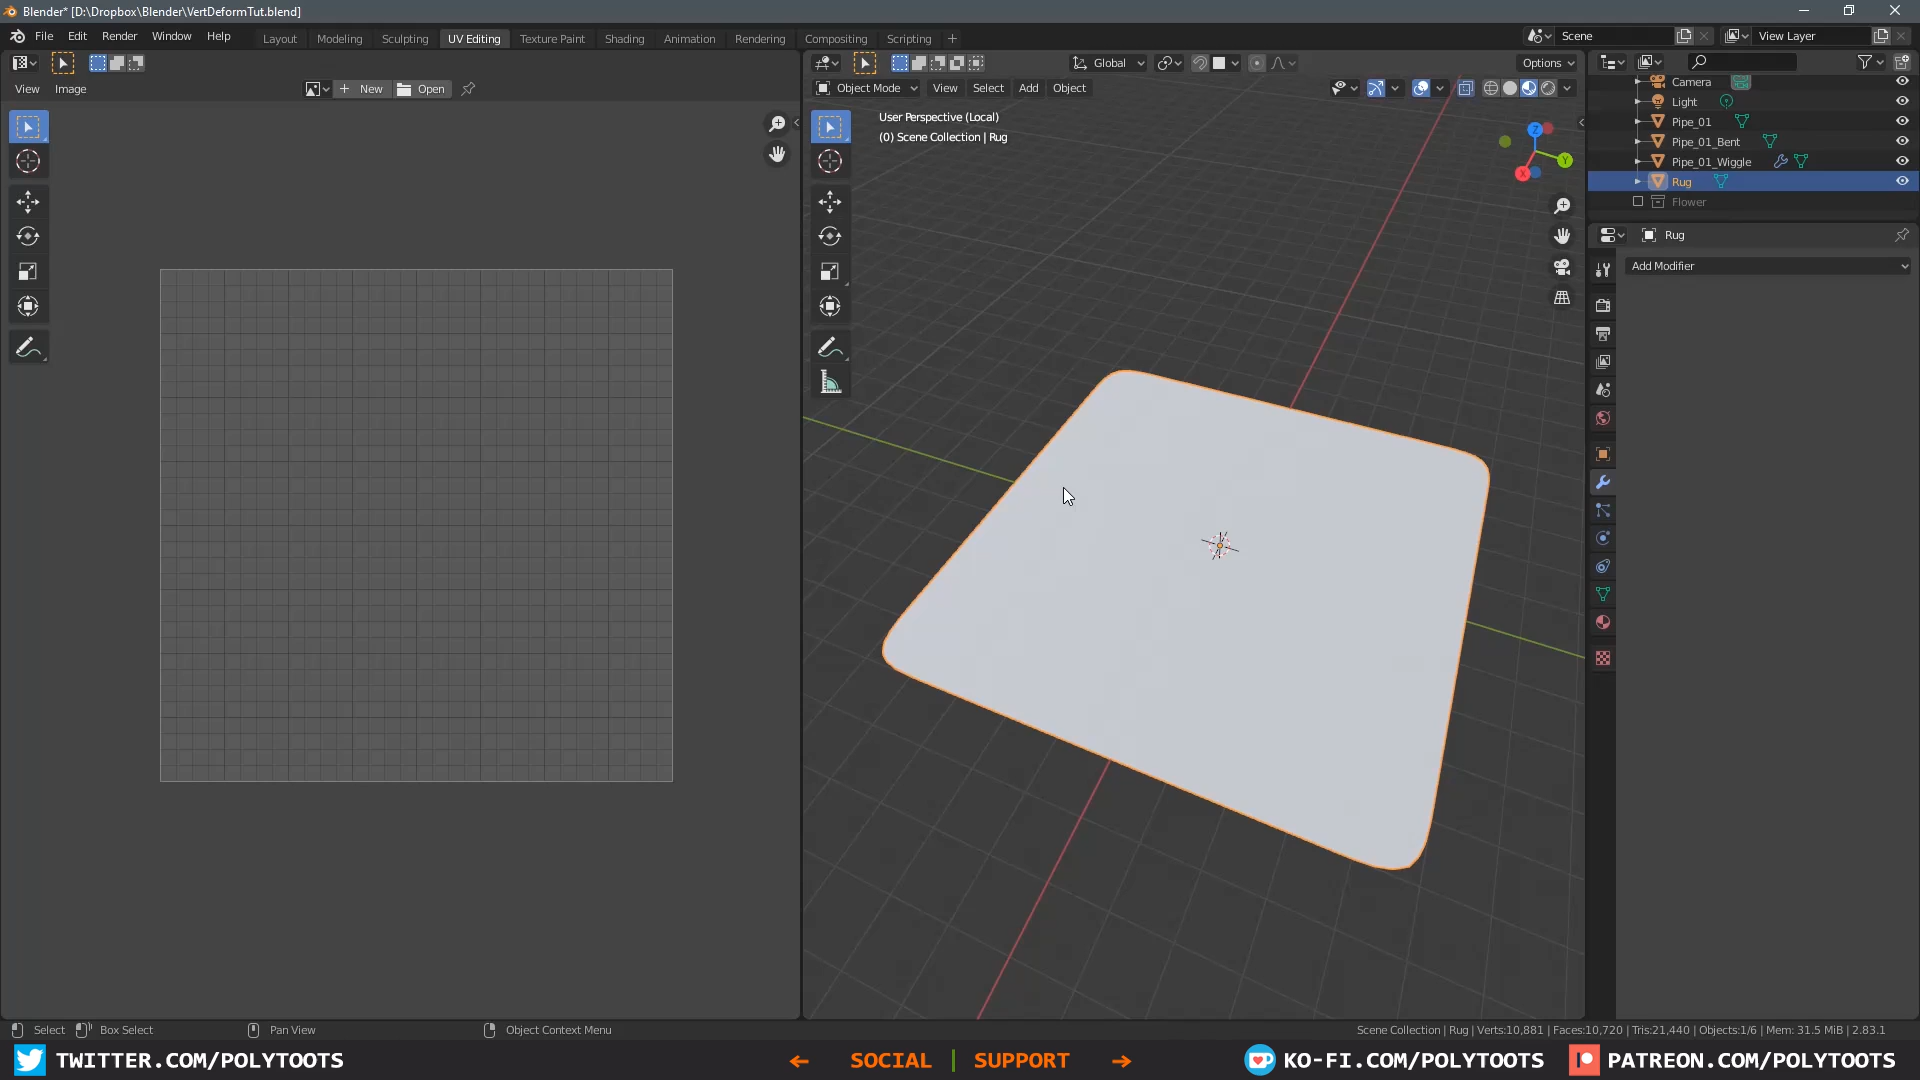 Blender* [D:\Dropbox\Blender\VertDeformTut.blend]
File Edit Render Window Help
Layout Modeling Sculpting UV Editing Texture Paint Shading Animation Rendering Compositing Scripting
Scene
View Layer
Global
Options
View Image
New
Open
Object Mode
View Select Add Object
User Perspective (Local)
(0) Scene Collection | Rug
Z
Y
X
Camera
Light
Pipe_01
Pipe_01_Bent
Pipe_01_Wiggle
Rug
Flower
Rug
Add Modifier
Select
Box Select
Pan View
Object Context Menu
Scene Collection | Rug | Verts:10,881 | Faces:10,720 | Tris:21,440 | Objects:1/6 | Mem: 31.5 MiB | 2.83.1
TWITTER.COM/POLYTOOTS
← SOCIAL | SUPPORT →
KO-FI.COM/POLYTOOTS
PATREON.COM/POLYTOOTS